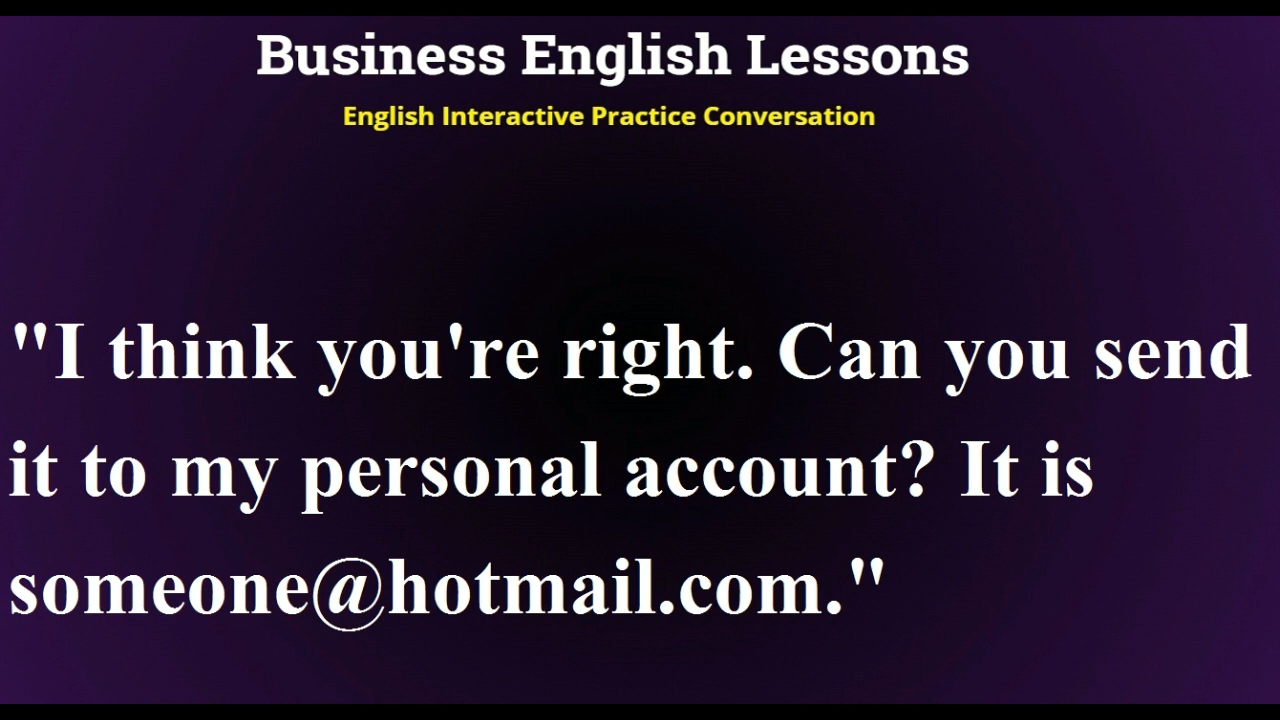 Business English Lessons
English Interactive Practice Conversation
"I think you're right. Can you send
it to my personal account? It is
someone@hotmail.com."